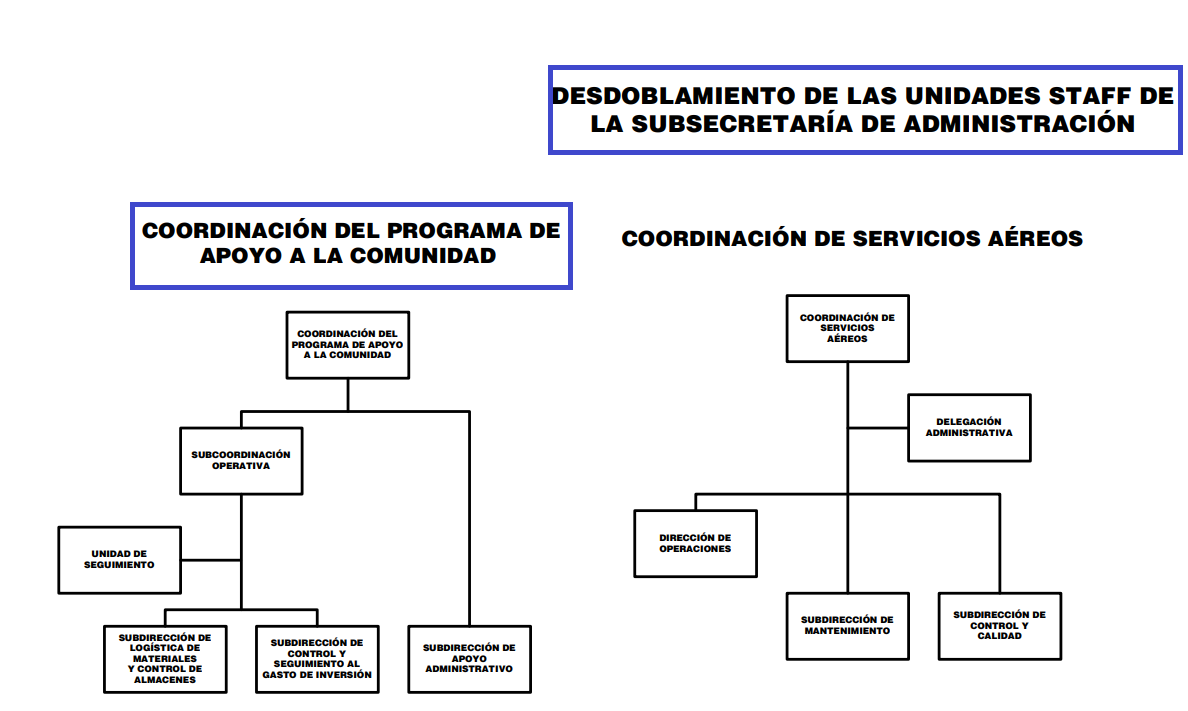 DESDOBLAMIENTO DE LAS UNIDADES STAFF DE
LA SUBSECRETARÍA DE ADMINISTRACIÓN
COORDINACIÓN DEL PROGRAMA DE
APOYO A LA COMUNIDAD
COORDINACIÓN DEL
PROGRAMA DE APOYO
A LA COMUNIDAD
SUBCOORDINACIÓN
OPERATIVA
UNIDAD DE
SEGUIMIENTO
SUBDIRECCIÓN DE
LOGÍSTICA DE
MATERIALES
Y CONTROL DE
ALMACENES
SUBDIRECCIÓN DE
CONTROL Y
SEGUIMIENTO AL
GASTO DE INVERSIÓN
SUBDIRECCIÓN DE
APOYO
ADMINISTRATIVO
COORDINACIÓN DE SERVICIOS AÉREOS
COORDINACIÓN DE
SERVICIOS
AÉREOS
DELEGACIÓN
ADMINISTRATIVA
DIRECCIÓN DE
OPERACIONES
SUBDIRECCIÓN DE
MANTENIMIENTO
SUBDIRECCIÓN DE
CONTROL Y
CALIDAD